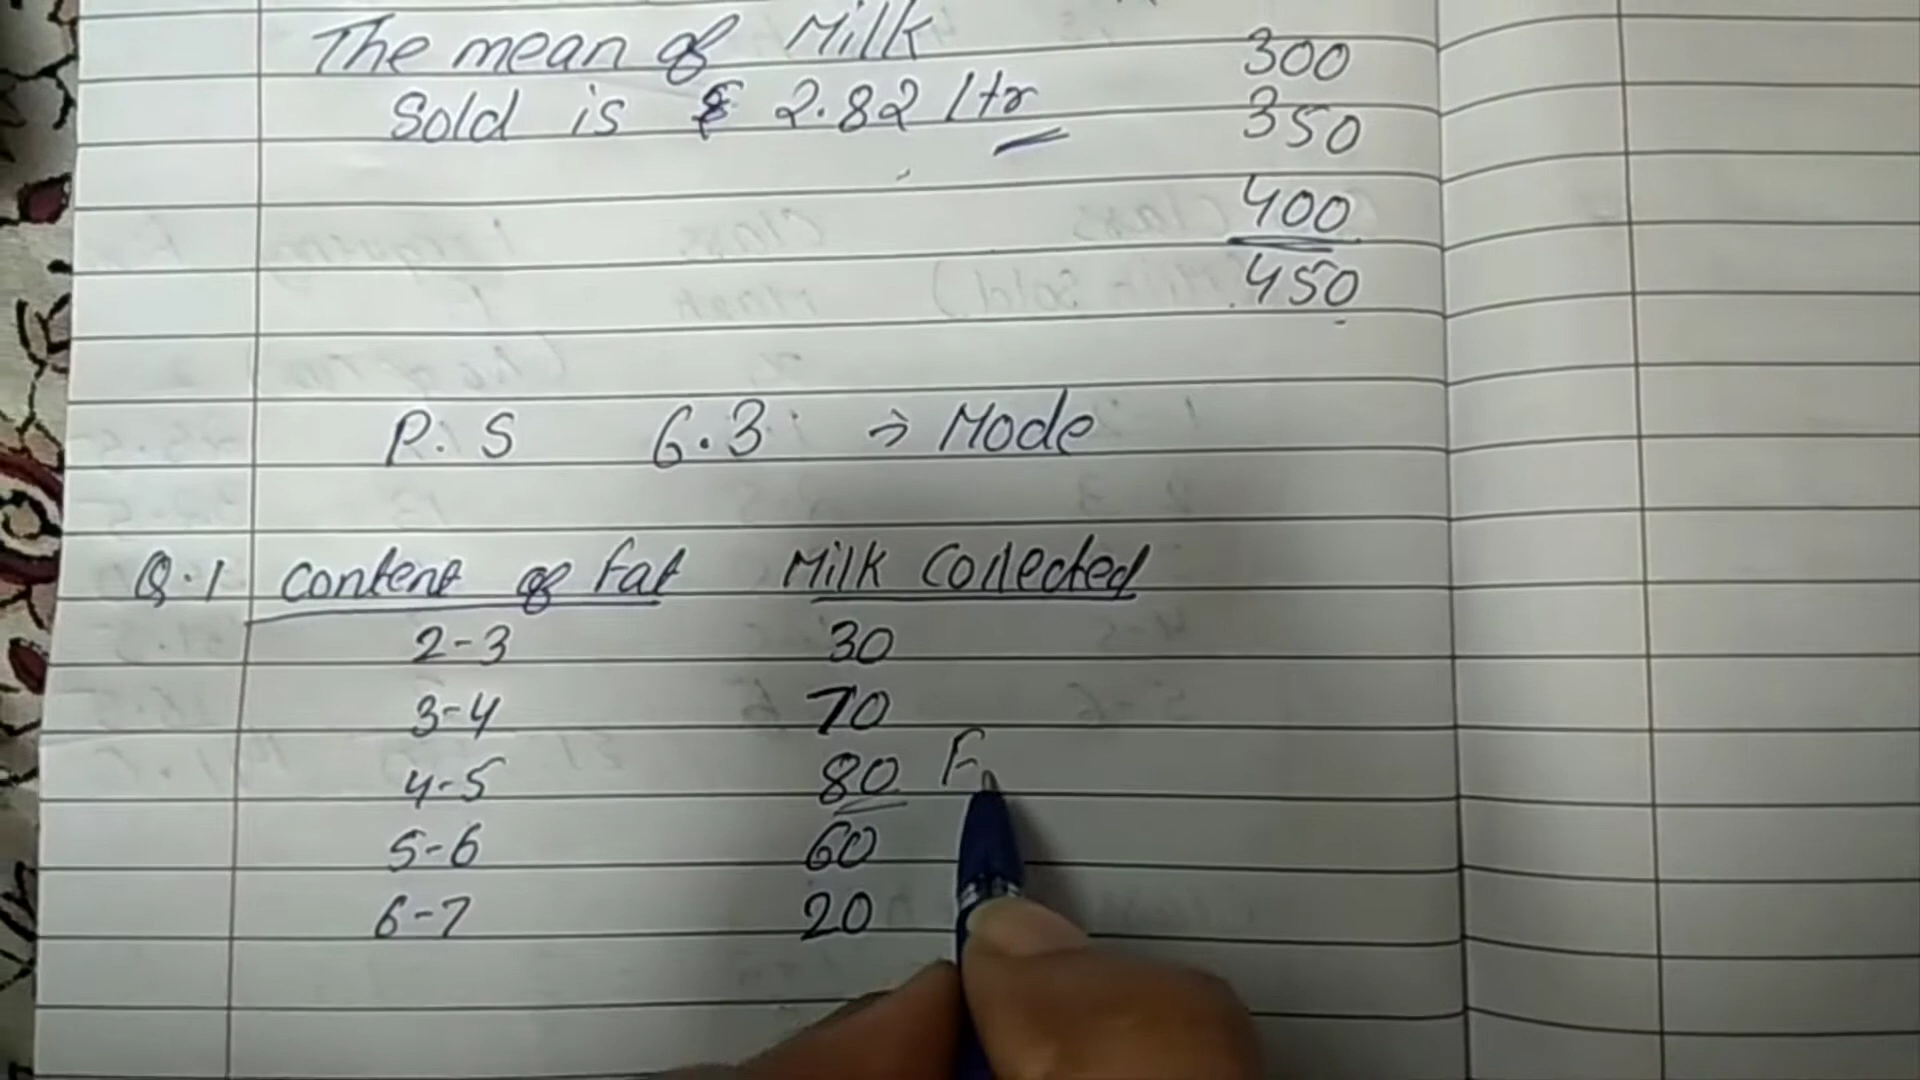 The mean of Milk
Sold is 2.82 ltr
300
350
400
450
P. S 6.3 ⇒ Mode
Q.1 Content of Fat Milk Collected
2-3 30
3-4 70
4-5 80 F
5-6 60
6-7 20